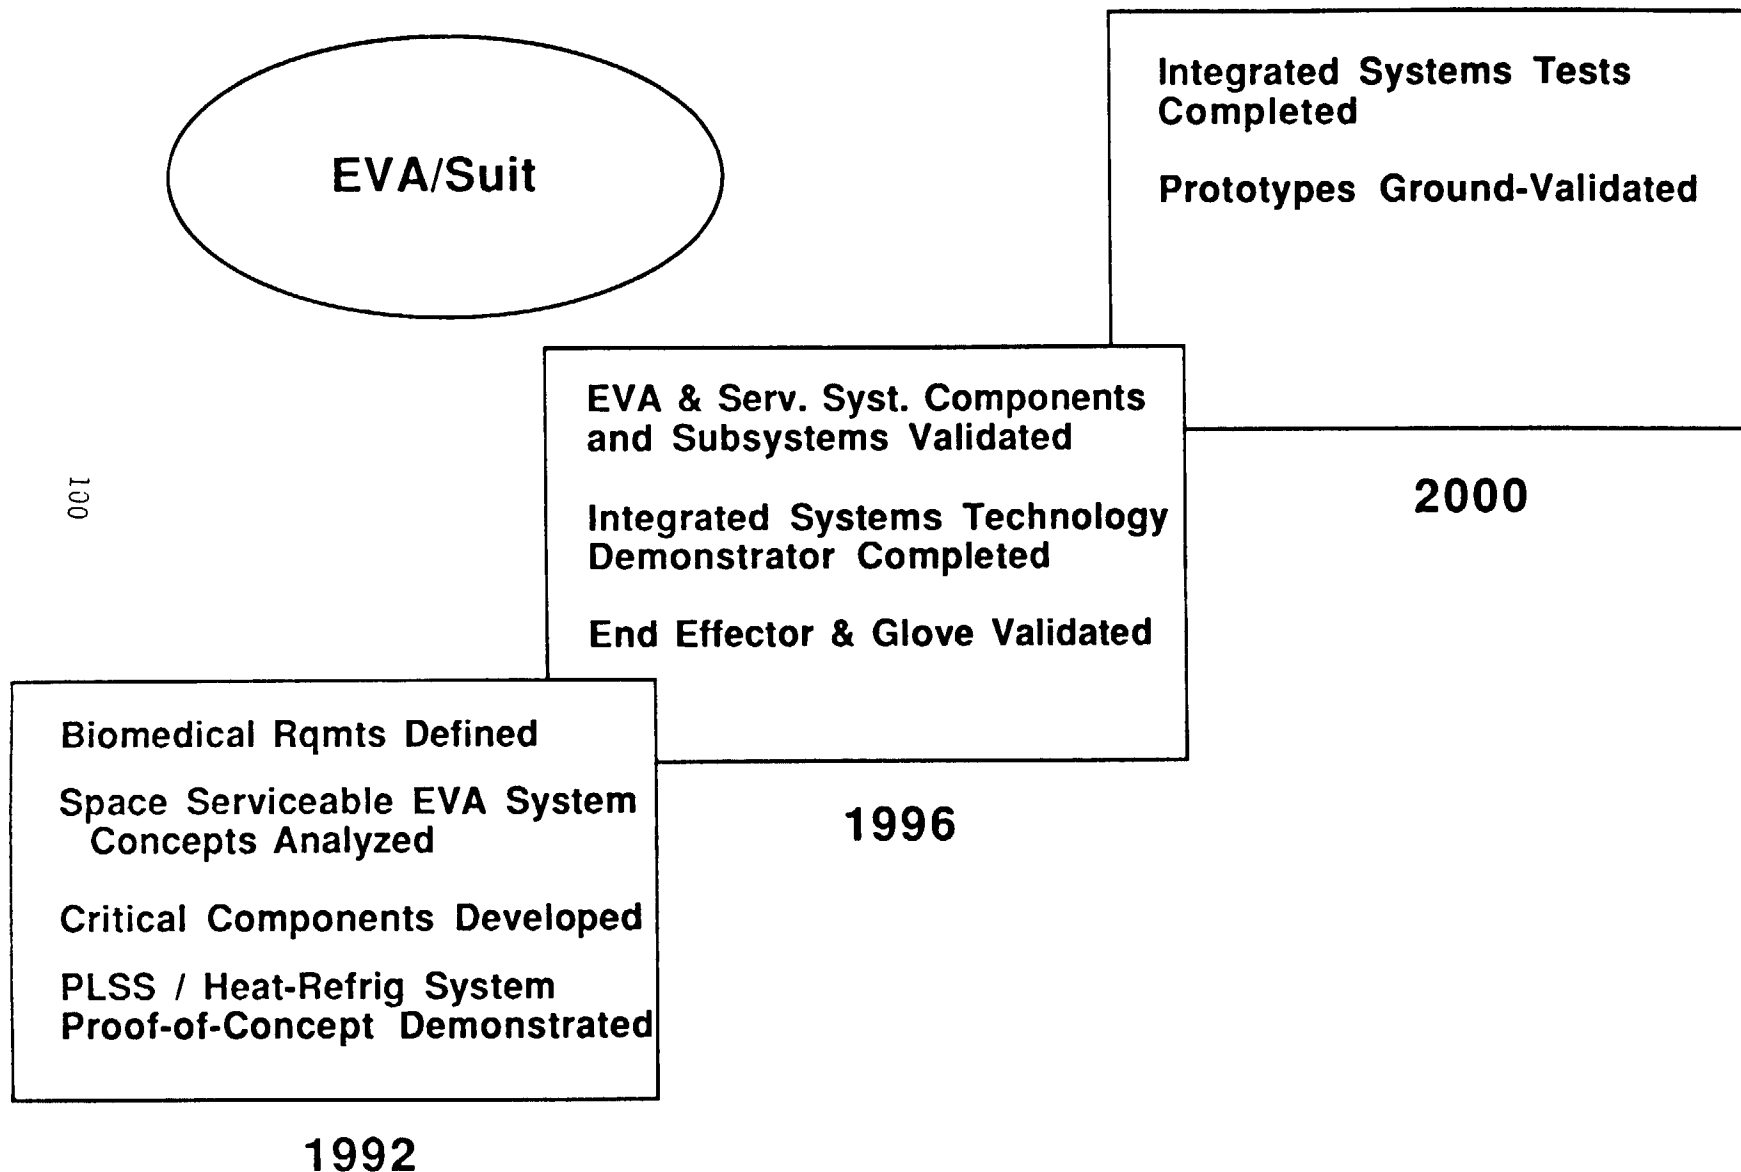 EVA/Suit
Integrated Systems Tests
Completed
Prototypes Ground-Validated
2000
EVA & Serv. Syst. Components
and Subsystems Validated
Integrated Systems Technology
Demonstrator Completed
End Effector & Glove Validated
1996
100
Biomedical Rqmts Defined
Space Serviceable EVA System
Concepts Analyzed
Critical Components Developed
PLSS / Heat-Refrig System
Proof-of-Concept Demonstrated
1992